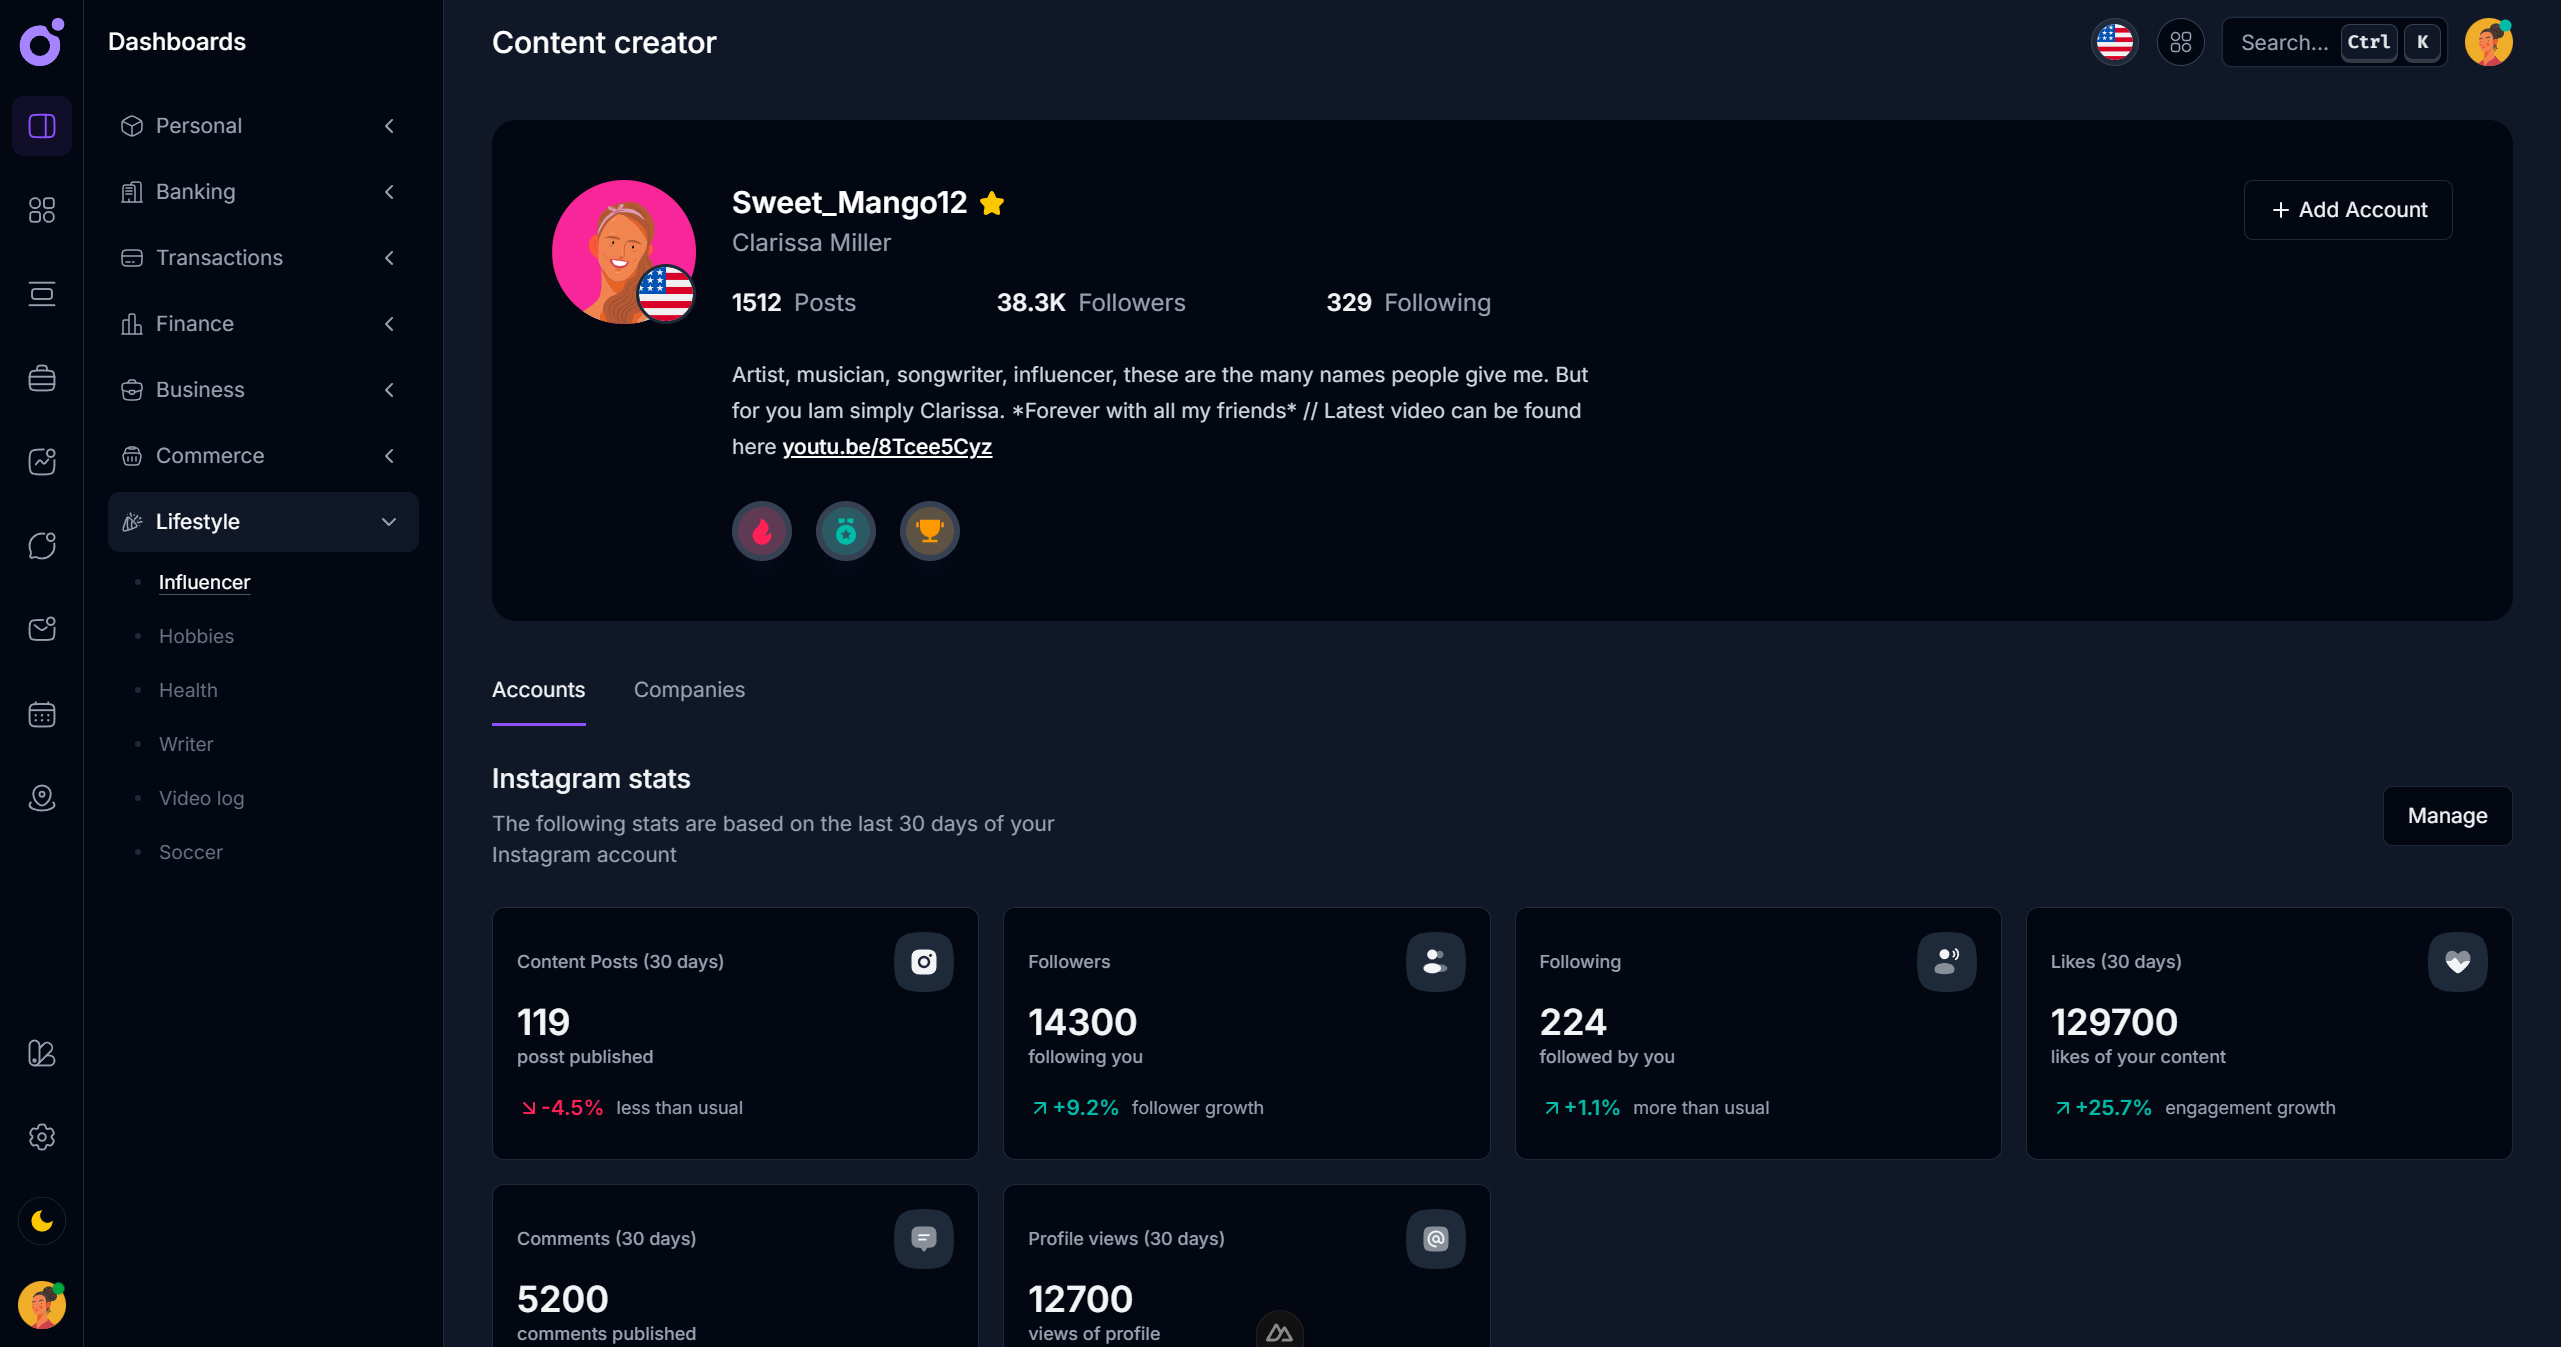 Dashboards
Personal
Banking
Transactions
Finance
Business
Commerce
Lifestyle
Influencer
Hobbies
Health
Writer
Video log
Soccer
Content creator
Search... Ctrl K
Sweet_Mango12
Clarissa Miller
+ Add Account
1512 Posts 38.3K Followers 329 Following
Artist, musician, songwriter, influencer, these are the many names people give me. But
for you Iam simply Clarissa. *Forever with all my friends* // Latest video can be found
here youtu.be/8Tcee5Cyz
Accounts Companies
Instagram stats
The following stats are based on the last 30 days of your
Instagram account
Manage
Content Posts (30 days)
119
posst published
-4.5% less than usual
Followers
14300
following you
+9.2% follower growth
Following
224
followed by you
+1.1% more than usual
Likes (30 days)
129700
likes of your content
+25.7% engagement growth
Comments (30 days)
5200
comments published
Profile views (30 days)
12700
views of profile